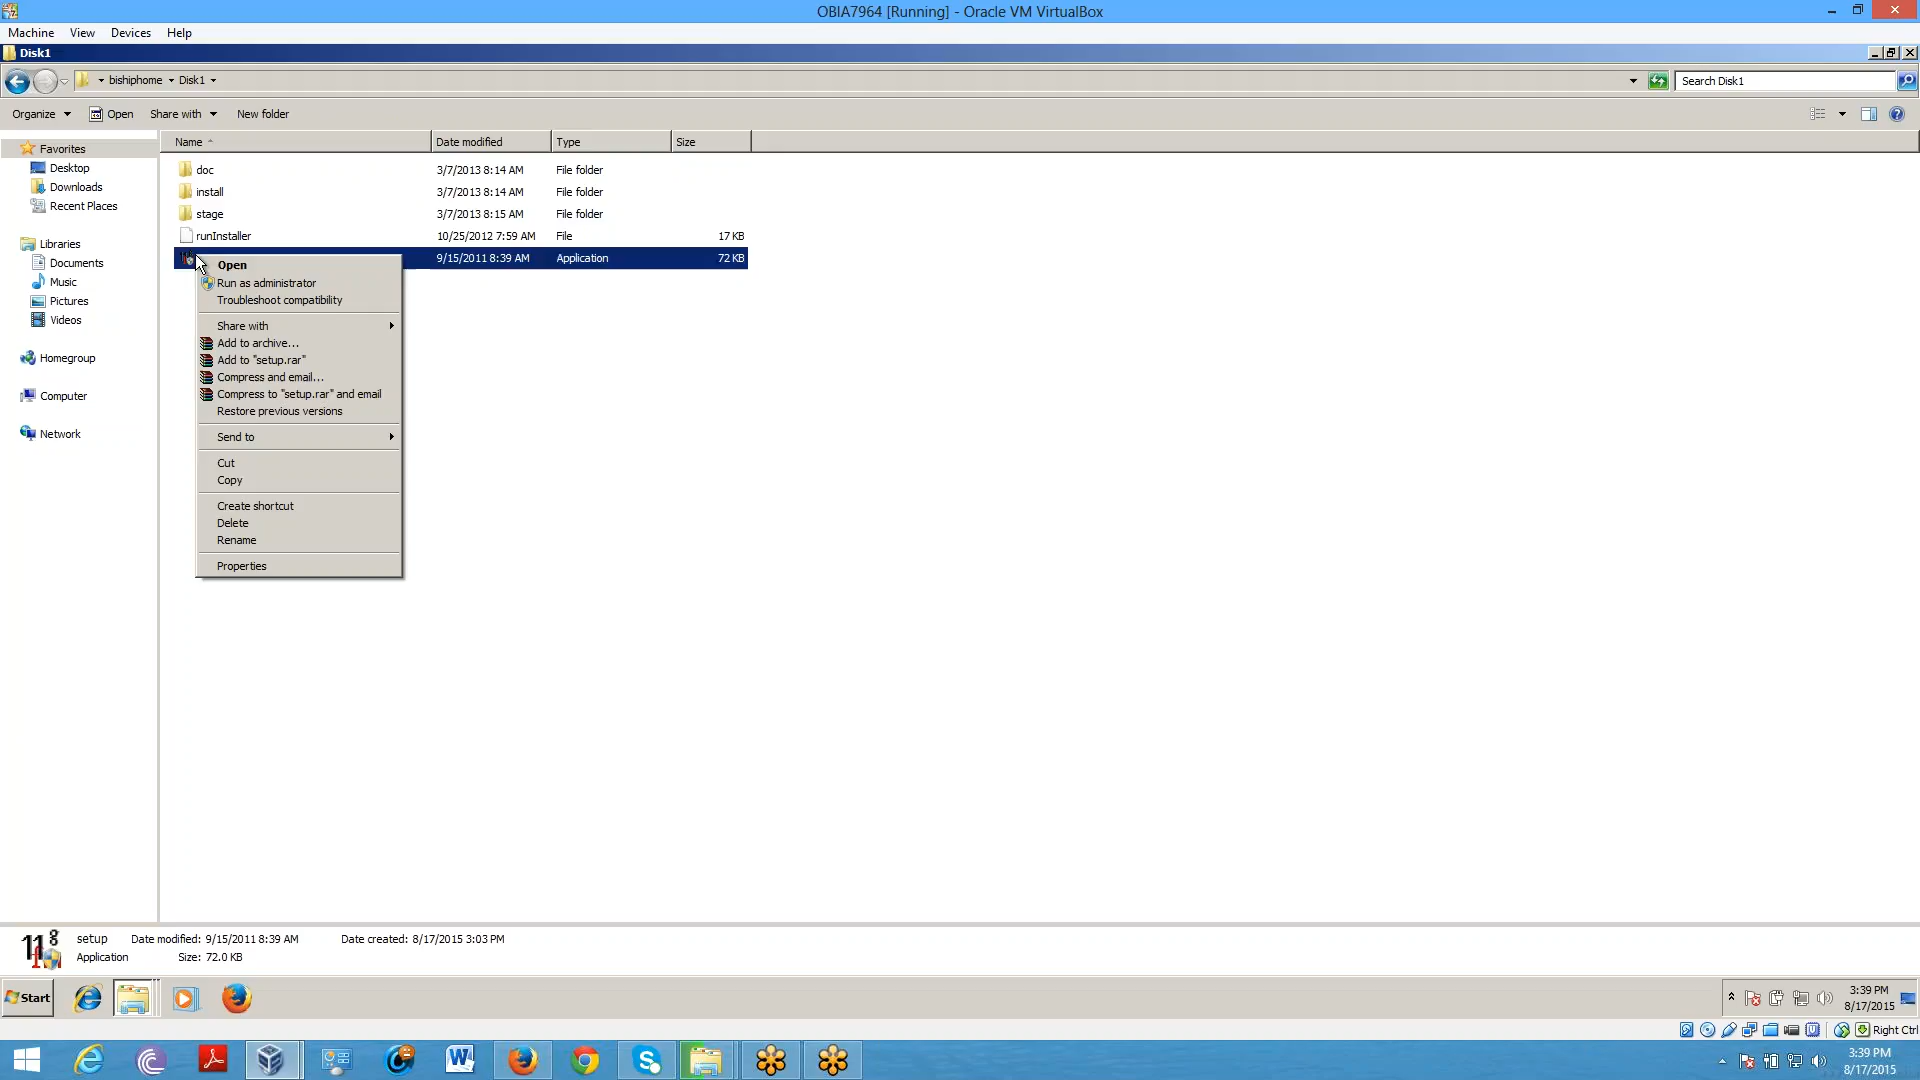 OBIA7964 [Running] - Oracle VM VirtualBox
Machine View Devices Help
Disk1
bishiphome Disk1
Search Disk1
Organize Open Share with New folder
Name Date modified Type Size
Favorites
Desktop
Downloads
Recent Places
Libraries
Documents
Music
Pictures
Videos
Homegroup
Computer
Network
doc 3/7/2013 8:14 AM File folder
install 3/7/2013 8:14 AM File folder
stage 3/7/2013 8:15 AM File folder
runInstaller 10/25/2012 7:59 AM File 17 KB
9/15/2011 8:39 AM Application 72 KB
Open
Run as administrator
Troubleshoot compatibility
Share with
Add to archive...
Add to "setup.rar"
Compress and email...
Compress to "setup.rar" and email
Restore previous versions
Send to
Cut
Copy
Create shortcut
Delete
Rename
Properties
setup Date modified: 9/15/2011 8:39 AM Date created: 8/17/2015 3:03 PM
Application Size: 72.0 KB
Start
3:39 PM
8/17/2015
Right Ctrl
3:39 PM
8/17/2015